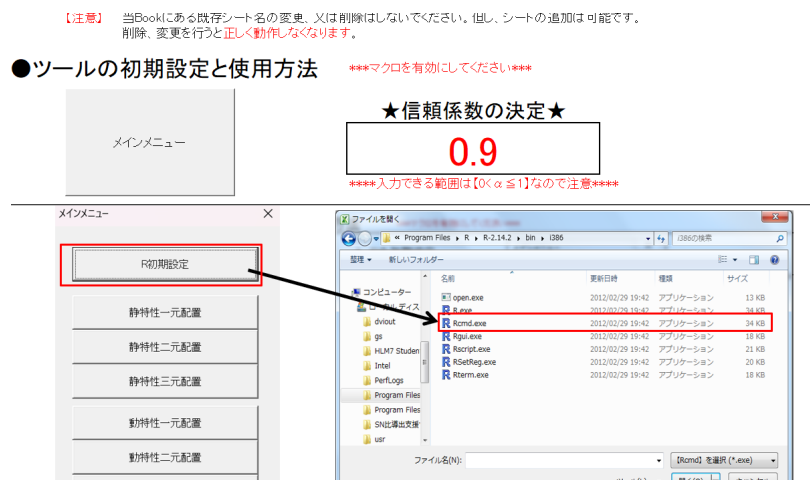 【注意】 当Bookにある既存シート名の変更、又は削除はしないでください。但し、シートの追加は可能です。
削除、変更を行うと正しく動作しなくなります。
●ツールの初期設定と使用方法 ***マクロを有効にしてください***
メインメニュー
★信頼係数の決定★
0.9
****入力できる範囲は【0<α≦1】なので注意****
メインメニュー ×
R初期設定
静特性一元配置
静特性二元配置
静特性三元配置
動特性一元配置
動特性二元配置
ファイルを開く
« Program Files ▸ R ▸ R-2.14.2 ▸ bin ▸ i386
i386の検索
整理 新しいフォルダー
名前 更新日時 種類 サイズ
コンピューター
ローカル ディス
dviout
gs
HLM7 Studen
Intel
PerfLogs
Program Files
Program Files
SN比導出支援
usr
open.exe 2012/02/29 19:42 アプリケーション 13 KB
R.exe 2012/02/29 19:42 アプリケーション 34 KB
Rcmd.exe 2012/02/29 19:42 アプリケーション 34 KB
Rgui.exe 2012/02/29 19:42 アプリケーション 18 KB
Rscript.exe 2012/02/29 19:42 アプリケーション 21 KB
RSetReg.exe 2012/02/29 19:42 アプリケーション 20 KB
Rterm.exe 2012/02/29 19:42 アプリケーション 18 KB
ファイル名(N):
【Rcmd】を選択 (*.exe)